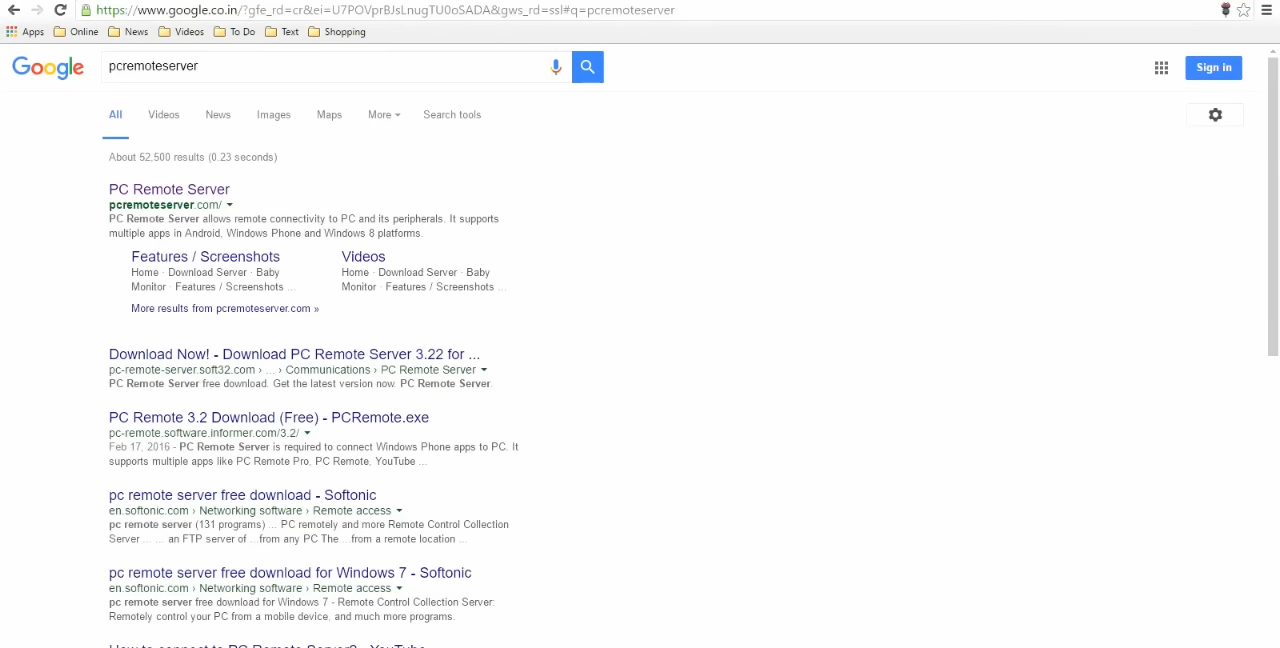 https://www.google.co.in/?gfe_rd=cr&ei=U7POVprBJsLnugTU0oSADA&gws_rd=ssl#q=pcremoteserver
Apps Online News Videos To Do Text Shopping
Google pcremoteserver Sign in
All Videos News Images Maps More Search tools
About 52,500 results (0.23 seconds)
PC Remote Server
pcremoteserver.com/
PC Remote Server allows remote connectivity to PC and its peripherals. It supports
multiple apps in Android, Windows Phone and Windows 8 platforms.
Features / Screenshots Videos
Home · Download Server · Baby Home · Download Server · Baby
Monitor · Features / Screenshots ... Monitor · Features / Screenshots ...
More results from pcremoteserver.com »
Download Now! - Download PC Remote Server 3.22 for ...
pc-remote-server.soft32.com › ... › Communications › PC Remote Server
PC Remote Server free download. Get the latest version now. PC Remote Server.
PC Remote 3.2 Download (Free) - PCRemote.exe
pc-remote.software.informer.com/3.2/
Feb 17, 2016 - PC Remote Server is required to connect Windows Phone apps to PC. It
supports multiple apps like PC Remote Pro, PC Remote, YouTube ...
pc remote server free download - Softonic
en.softonic.com › Networking software › Remote access
pc remote server (131 programs) ... PC remotely and more Remote Control Collection
Server ... ... an FTP server of ...from any PC The ...from a remote location ...
pc remote server free download for Windows 7 - Softonic
en.softonic.com › Networking software › Remote access
pc remote server free download for Windows 7 - Remote Control Collection Server:
Remotely control your PC from a mobile device, and much more programs.
How to connect to PC Remote Server? - YouTube